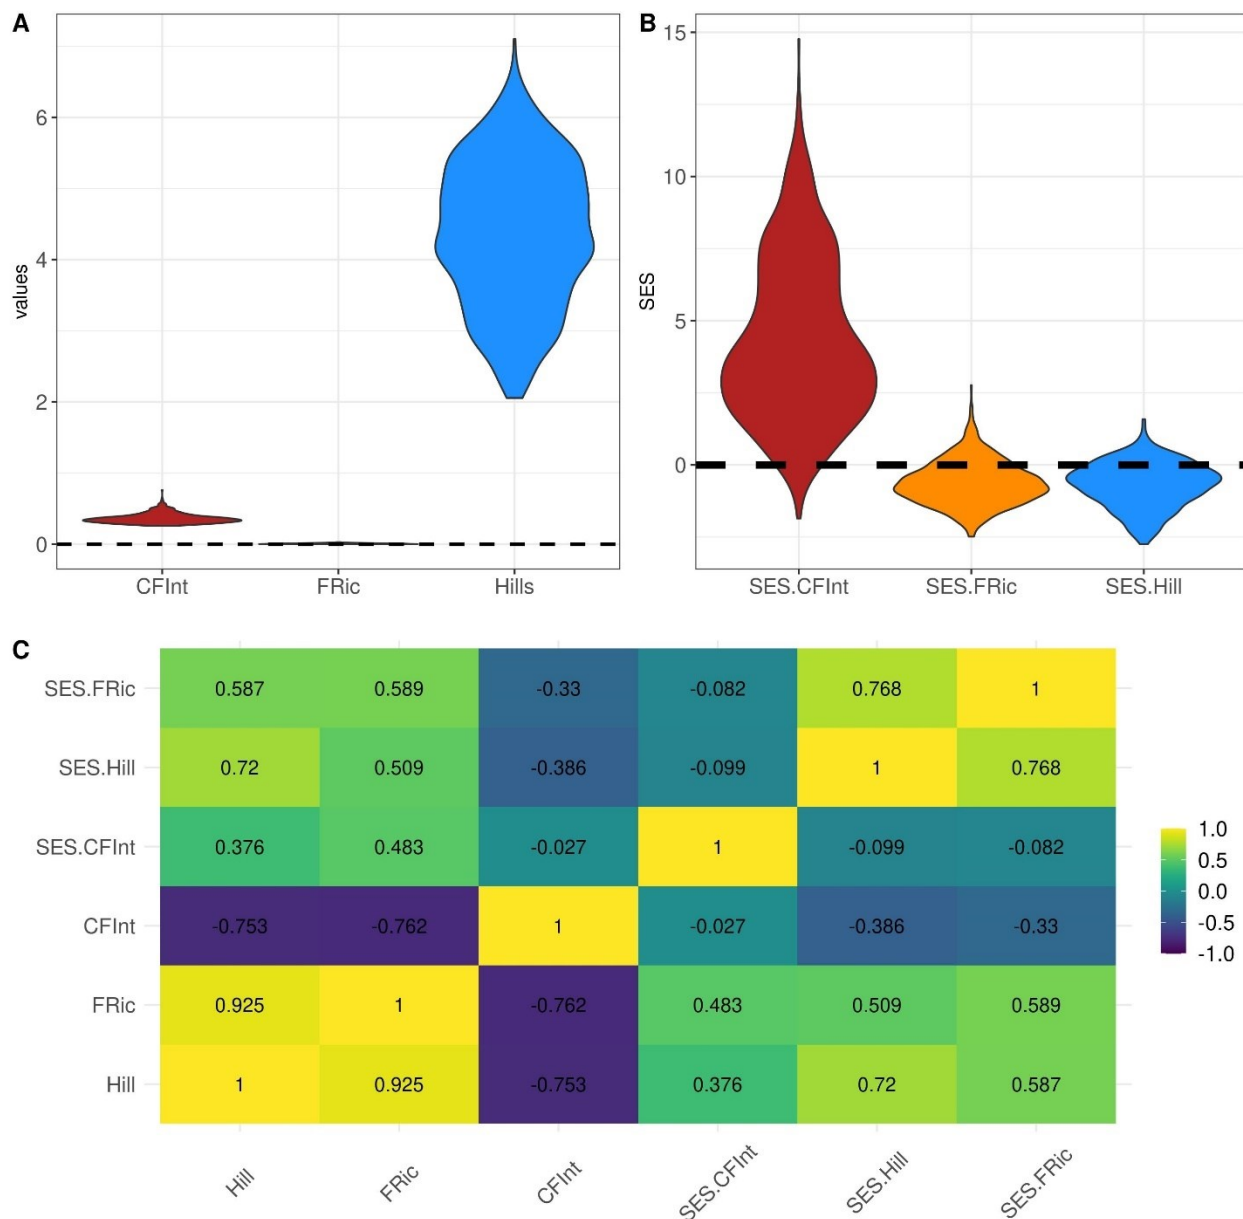 A
values
6
4
2
0
CFInt FRic Hills
B
SES
15
10
5
0
SES.CFInt SES.FRic SES.Hill
C
SES.FRic 0.587 0.589 -0.33 -0.082 0.768 1
SES.Hill 0.72 0.509 -0.386 -0.099 1 0.768
SES.CFInt 0.376 0.483 -0.027 1 -0.099 -0.082
CFInt -0.753 -0.762 1 -0.027 -0.386 -0.33
FRic 0.925 1 -0.762 0.483 0.509 0.589
Hill 1 0.925 -0.753 0.376 0.72 0.587
Hill FRic CFInt SES.CFInt SES.Hill SES.FRic
1.0
0.5
0.0
-0.5
-1.0